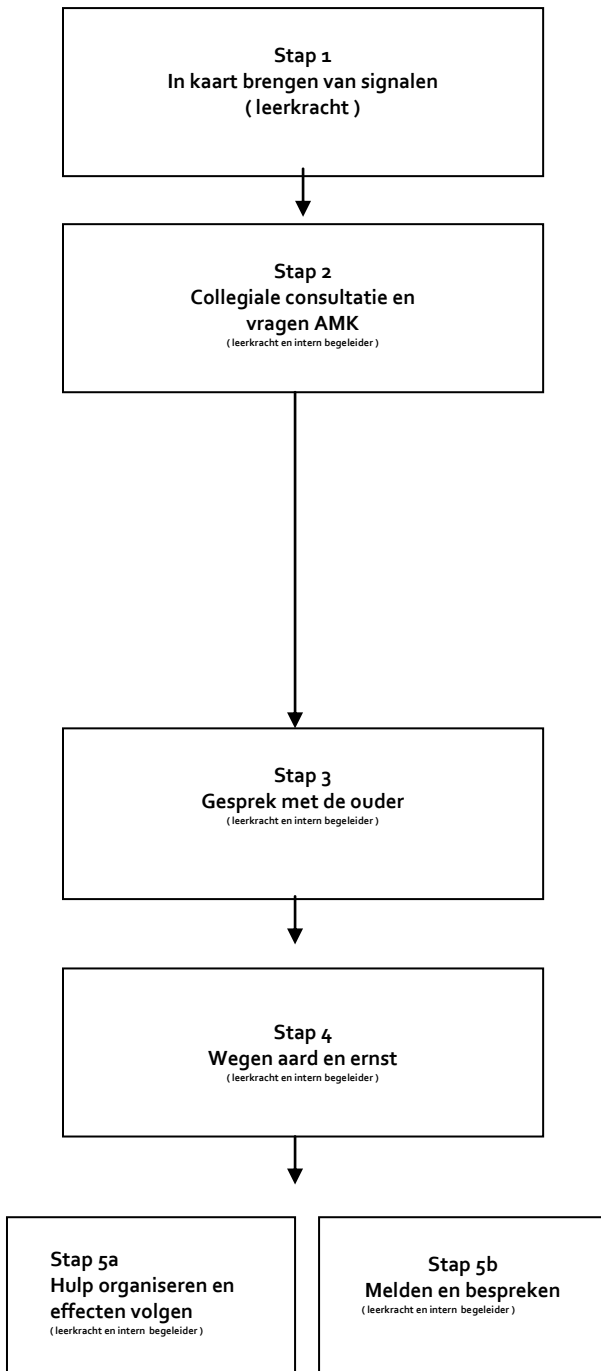 Stap 1
In kaart brengen van signalen
( leerkracht )
Stap 2
Collegiale consultatie en
vragen AMK
( leerkracht en intern begeleider )
Stap 3
Gesprek met de ouder
( leerkracht en intern begeleider )
Stap 4
Wegen aard en ernst
( leerkracht en intern begeleider )
Stap 5a
Hulp organiseren en
effecten volgen
( leerkracht en intern begeleider )
Stap 5b
Melden en bespreken
( leerkracht en intern begeleider )